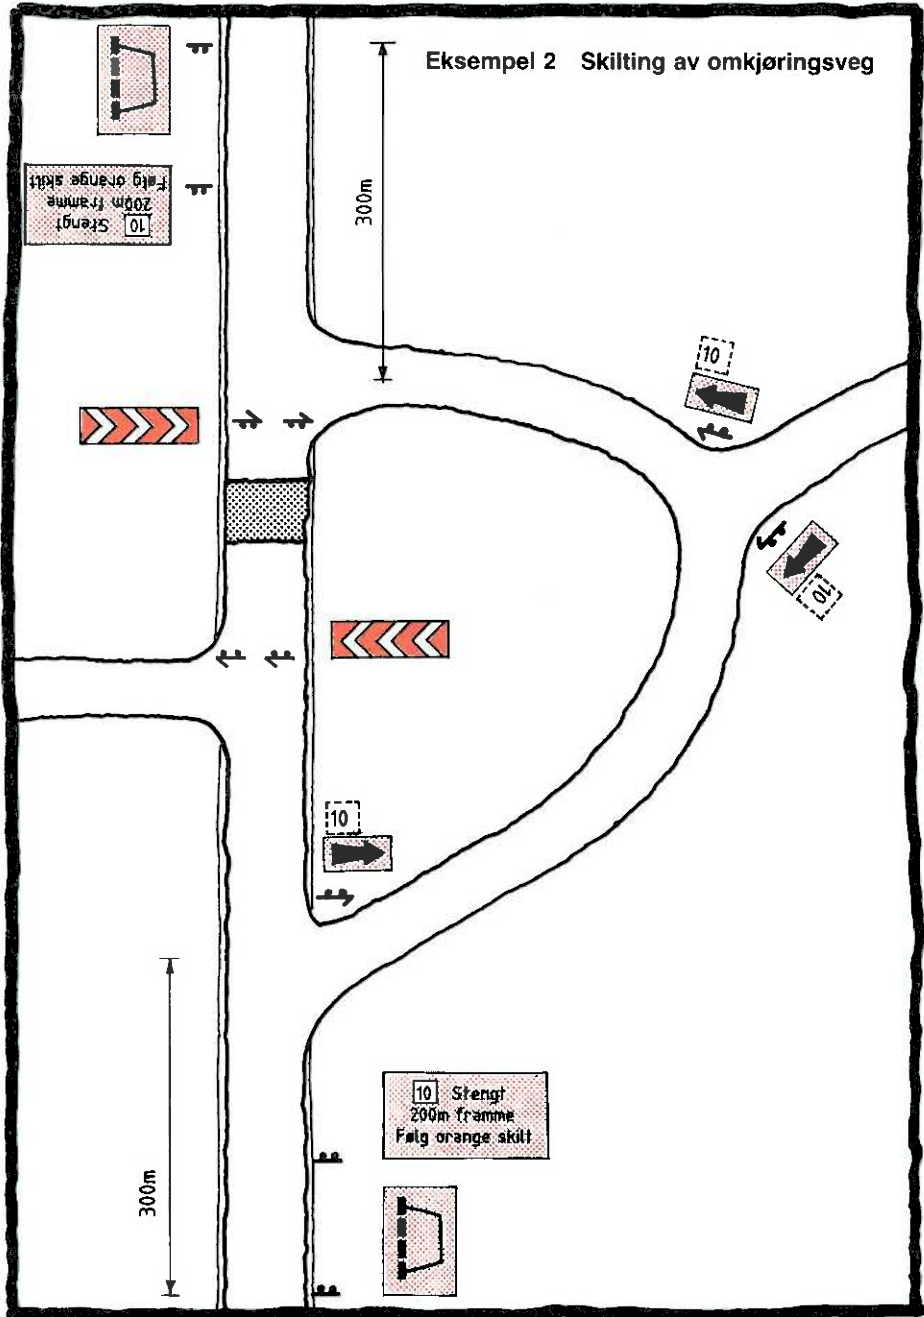 Eksempel 2 Skilting av omkjøringsveg
300m
10 Stengt
200m framme
Følg orange skilt
10
10
10
10 Stengt
200m framme
Følg orange skilt
300m